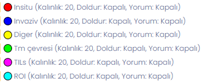 Insitu (Kalınlık: 20, Doldur: Kapalı, Yorum: Kapalı)
Invaziv (Kalınlık: 20, Doldur: Kapalı, Yorum: Kapalı)
Diger (Kalınlık: 20, Doldur: Kapalı, Yorum: Kapalı)
Tm çevresi (Kalınlık: 20, Doldur: Kapalı, Yorum: Kapalı)
TILs (Kalınlık: 20, Doldur: Kapalı, Yorum: Kapalı)
ROI (Kalınlık: 20, Doldur: Kapalı, Yorum: Kapalı)